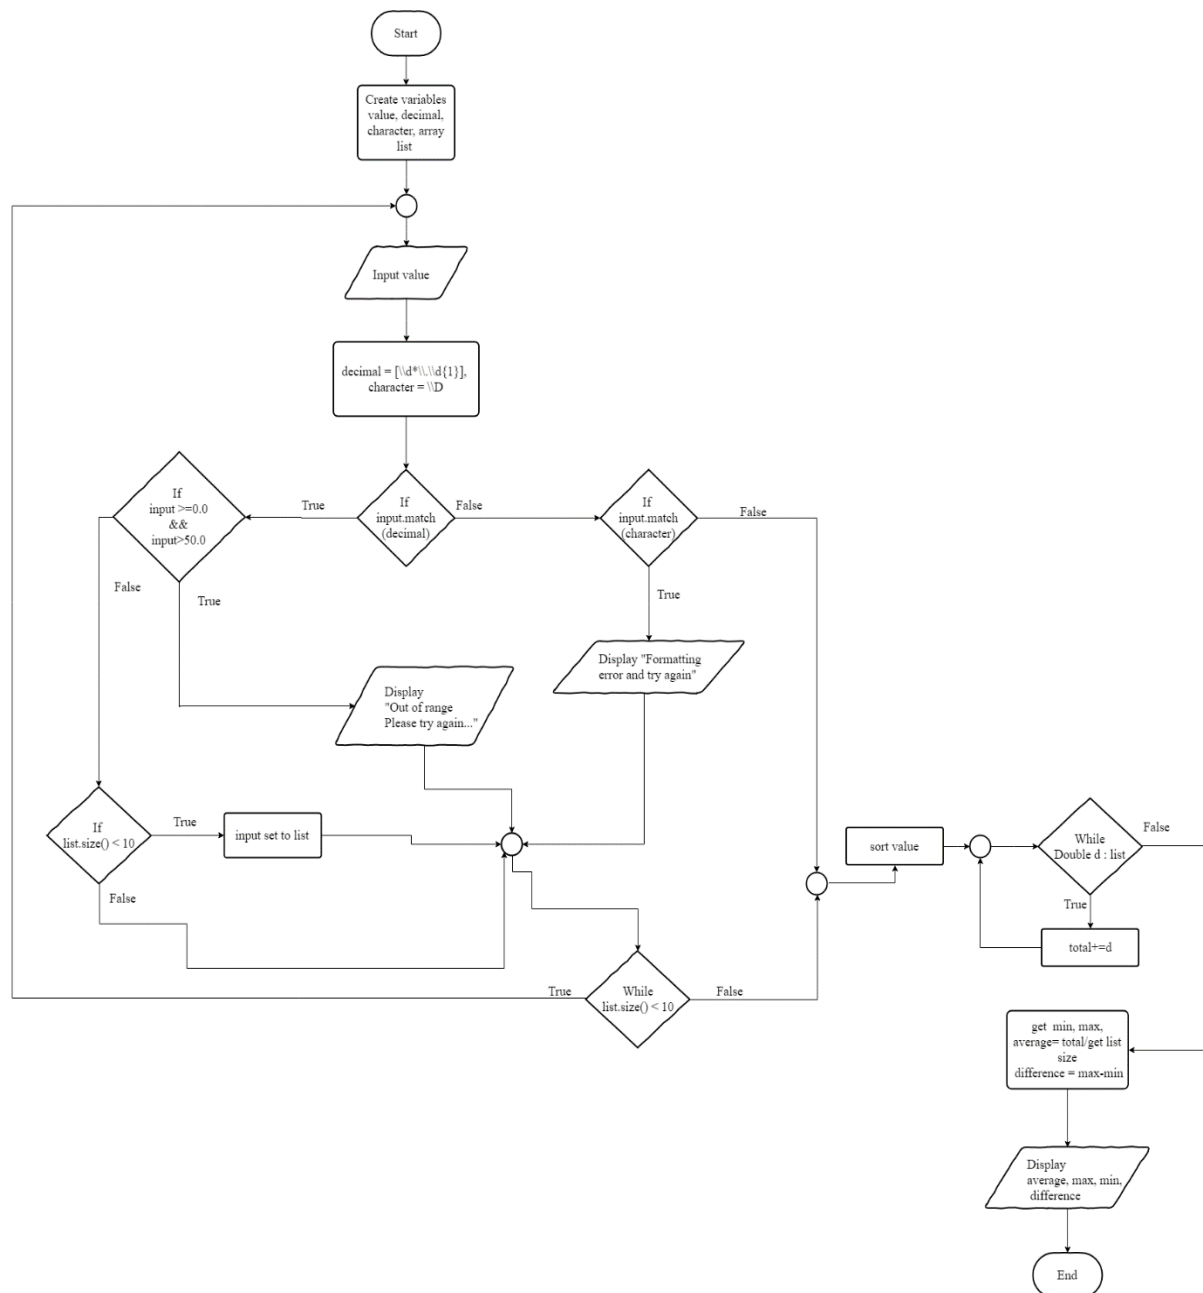 Start
Create variables
value, decimal,
character, array
list
Input value
decimal = [\\d*\\.\\d{1}],
character = \\D
If
input >=0.0
&&
input>50.0
True
If
input.match
(decimal)
False
If
input.match
(character)
False
False
True
True
Display "Formatting
error and try again"
Display
"Out of range
Please try again..."
If
list.size() < 10
True
input set to list
False
sort value
While
Double d : list
False
True
total+=d
True
While
list.size() < 10
False
get  min, max,
average= total/get list
size
difference = max-min
Display
average, max, min,
difference
End